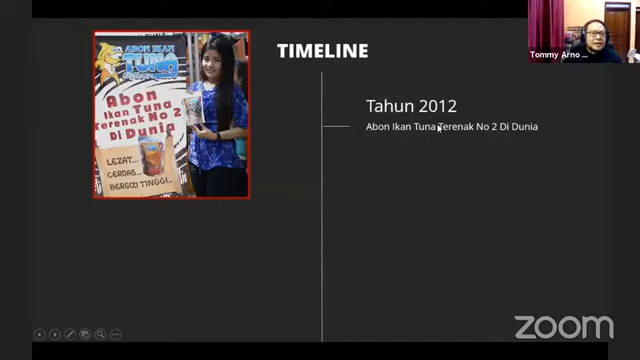 TIMELINE
Tahun 2012
Abon Ikan Tuna Terenak No 2 Di Dunia
ABON IKAN
TUNA
Abon
Ikan Tuna
Terenak No 2
Di Dunia
LEZAT...
CERDAS...
BERGIZI TINGGI..
Tommy Arno ...
zoom